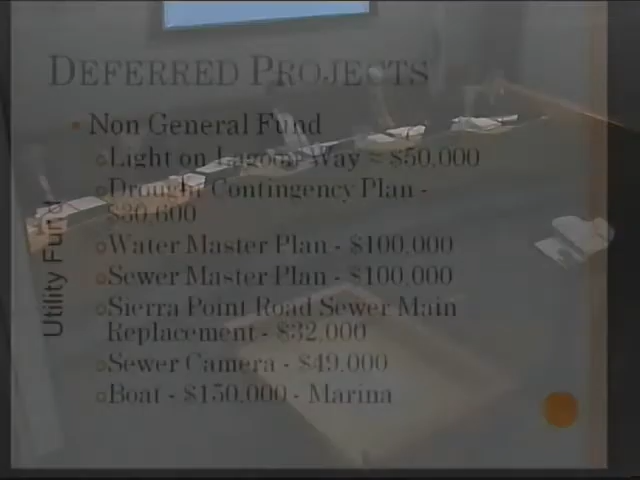 DEFERRED PROJECTS
Non General Fund
Light on Lagoon Way = $50,000
Drought Contingency Plan -
$30,600
Water Master Plan - $100,000
Sewer Master Plan - $100,000
Sierra Point Road Sewer Main
Replacement - $32,000
Sewer Camera - $49,000
Boat - $150,000 - Marina
Utility Fund